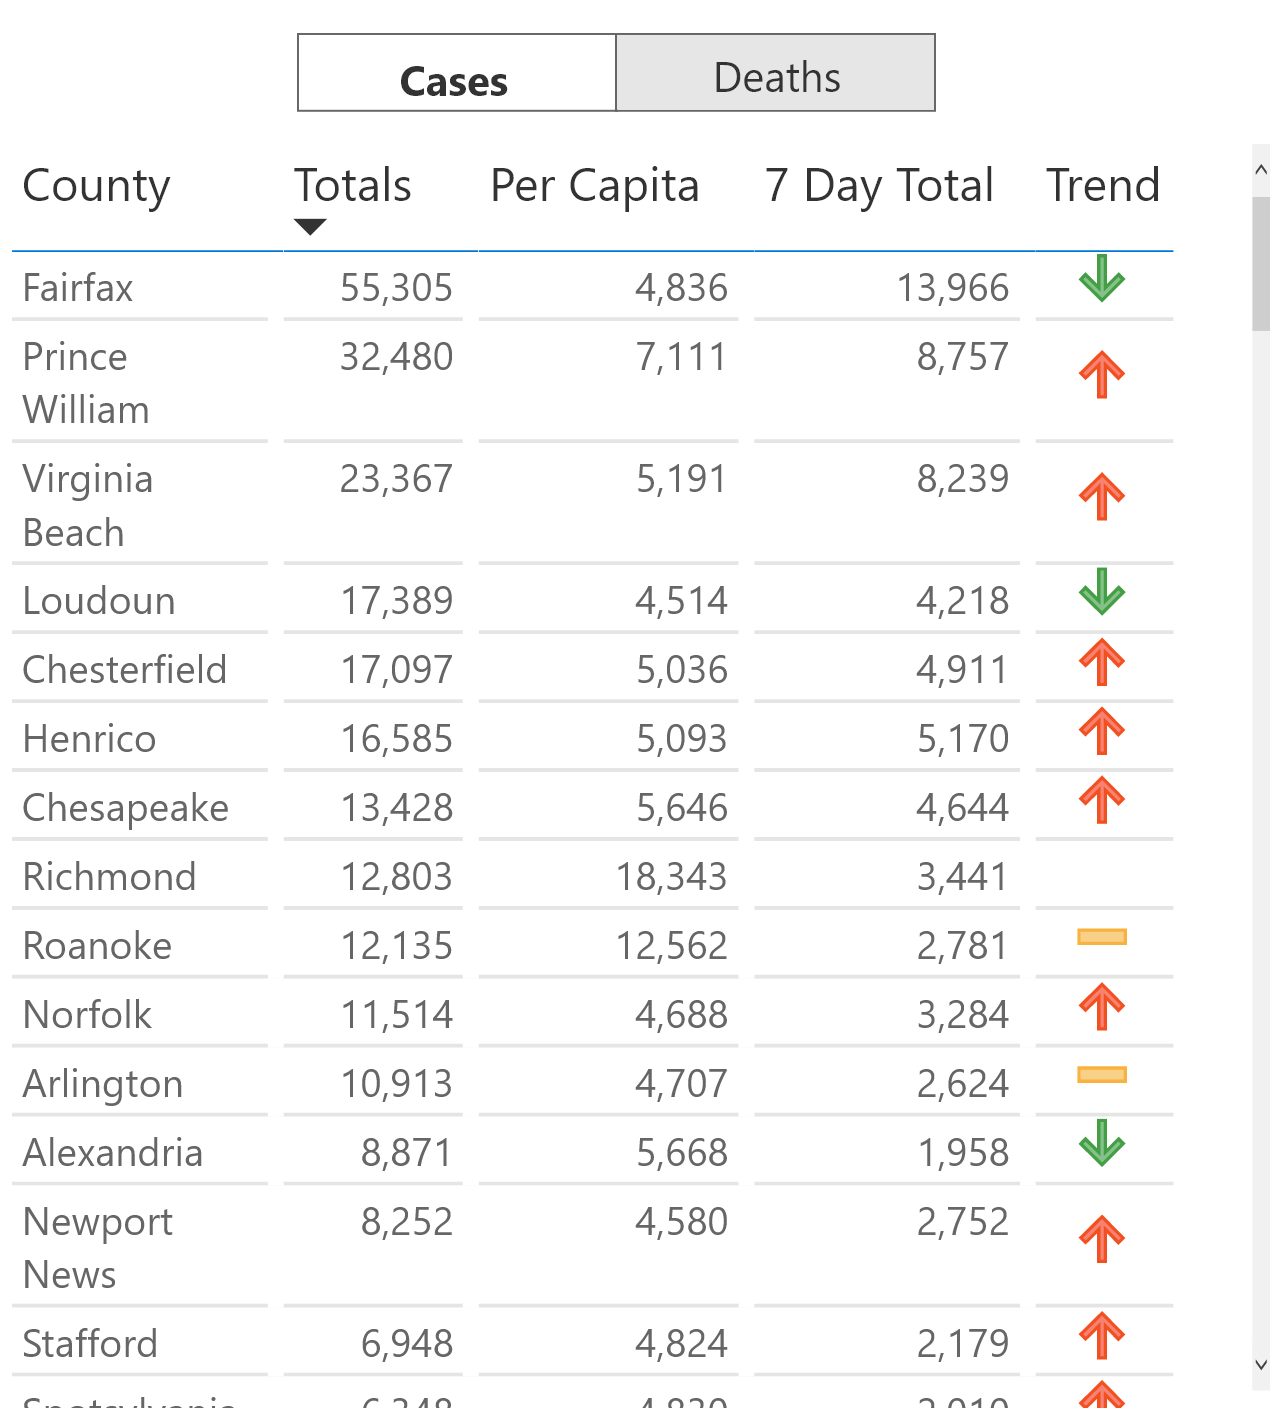 Cases Deaths
County Totals Per Capita 7 Day Total Trend
Fairfax 55,305 4,836 13,966
Prince 32,480 7,111 8,757
William
Virginia 23,367 5,191 8,239
Beach
Loudoun 17,389 4,514 4,218
Chesterfield 17,097 5,036 4,911
Henrico 16,585 5,093 5,170
Chesapeake 13,428 5,646 4,644
Richmond 12,803 18,343 3,441
Roanoke 12,135 12,562 2,781
Norfolk 11,514 4,688 3,284
Arlington 10,913 4,707 2,624
Alexandria 8,871 5,668 1,958
Newport 8,252 4,580 2,752
News
Stafford 6,948 4,824 2,179